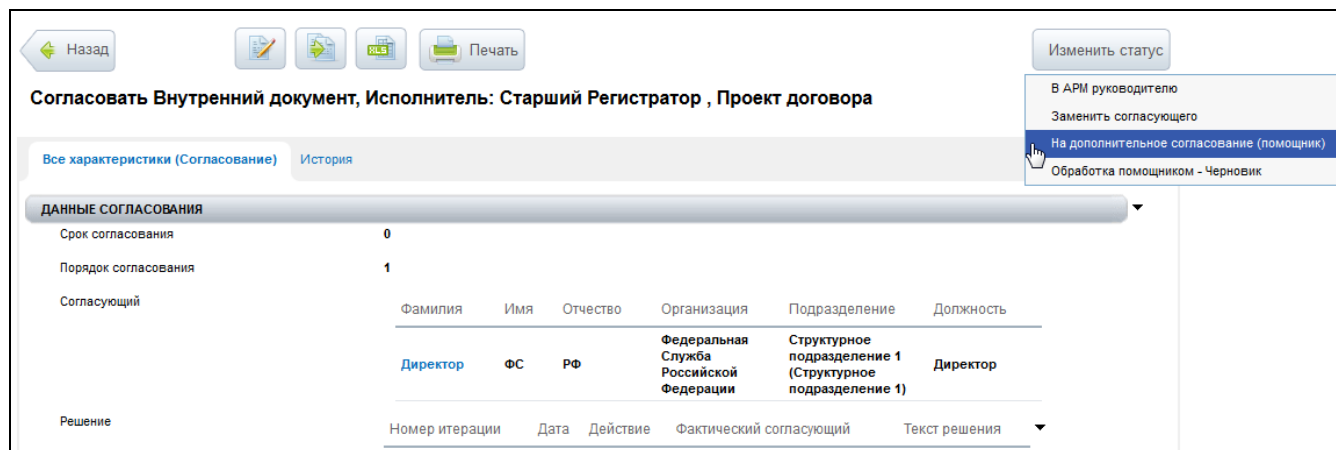 Назад
XLS
Печать
Изменить статус
В АРМ руководителю
Заменить согласующего
На дополнительное согласование (помощник)
Обработка помощником - Черновик
Согласовать Внутренний документ, Исполнитель: Старший Регистратор , Проект договора
Все характеристики (Согласование) История
ДАННЫЕ СОГЛАСОВАНИЯ
Срок согласования 0
Порядок согласования 1
Согласующий
Фамилия Имя Отчество Организация Подразделение Должность
Директор ФС РФ Федеральная Служба Российской Федерации Структурное подразделение 1 (Структурное подразделение 1) Директор
Решение
Номер итерации Дата Действие Фактический согласующий Текст решения